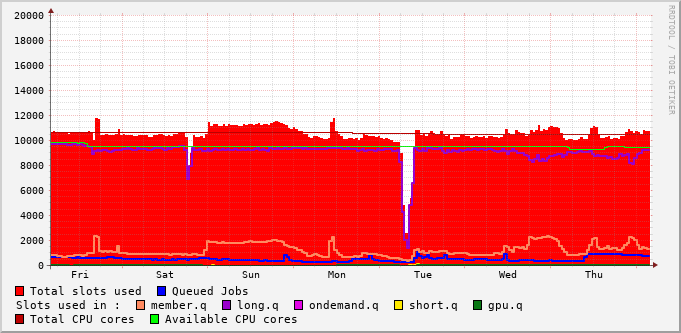 20000
18000
16000
14000
12000
10000
8000
6000
4000
2000
0
Fri Sat Sun Mon Tue Wed Thu
RRDTOOL / TOBI OETIKER
Total slots used Queued Jobs
Slots used in : member.q long.q ondemand.q short.q gpu.q
Total CPU cores Available CPU cores